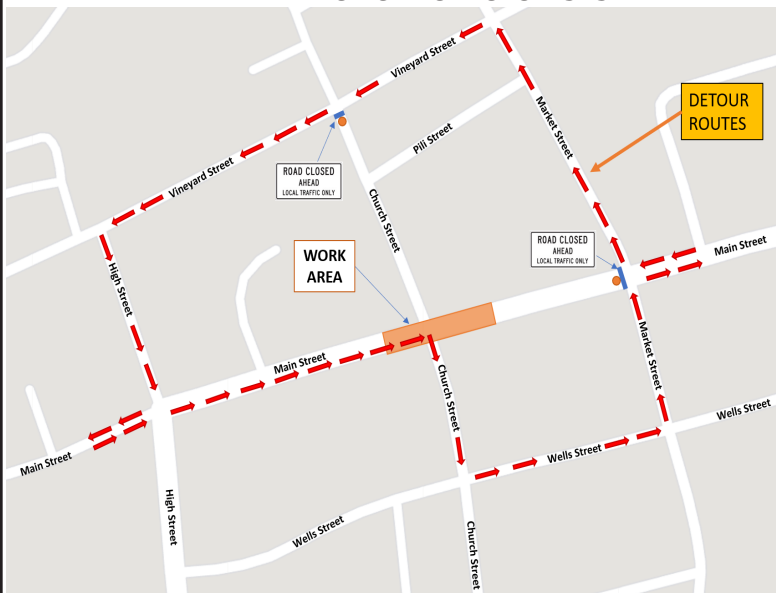 Vineyard Street
DETOUR
ROUTES
Market Street
Pill Street
ROAD CLOSED
AHEAD
LOCAL TRAFFIC ONLY
Vineyard Street
Church Street
ROAD CLOSED
AHEAD
LOCAL TRAFFIC ONLY
Main Street
WORK
AREA
High Street
Main Street
Church Street
Market Street
Wells Street
Wells Street
Main Street
High Street
Wells Street
Church Street